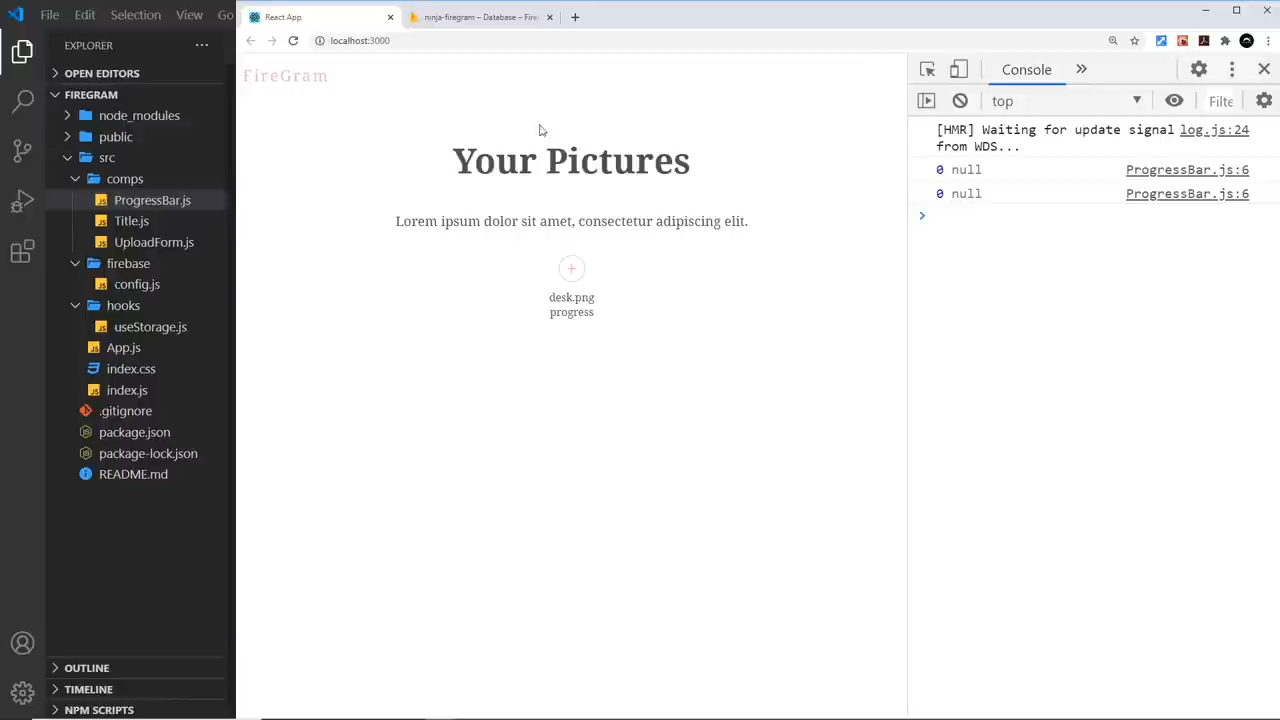 File Edit Selection View Go
EXPLORER ...
OPEN EDITORS
FIREGRAM
node_modules
public
src
comps
ProgressBar.js
Title.js
UploadForm.js
firebase
config.js
hooks
useStorage.js
App.js
index.css
index.js
.gitignore
package.json
package-lock.json
README.md
OUTLINE
TIMELINE
NPM SCRIPTS
React App
ninja-firegram – Database – Fire
localhost:3000
FireGram
Your Pictures
Lorem ipsum dolor sit amet, consectetur adipiscing elit.
+
desk.png
progress
Console
top Filte
[HMR] Waiting for update signal log.js:24
from WDS...
0 null ProgressBar.js:6
0 null ProgressBar.js:6